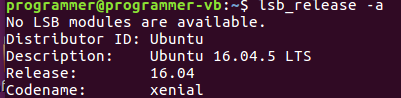 programmer@programmer-vb:~$ lsb_release -a
No LSB modules are available.
Distributor ID: Ubuntu
Description:    Ubuntu 16.04.5 LTS
Release:        16.04
Codename:       xenial